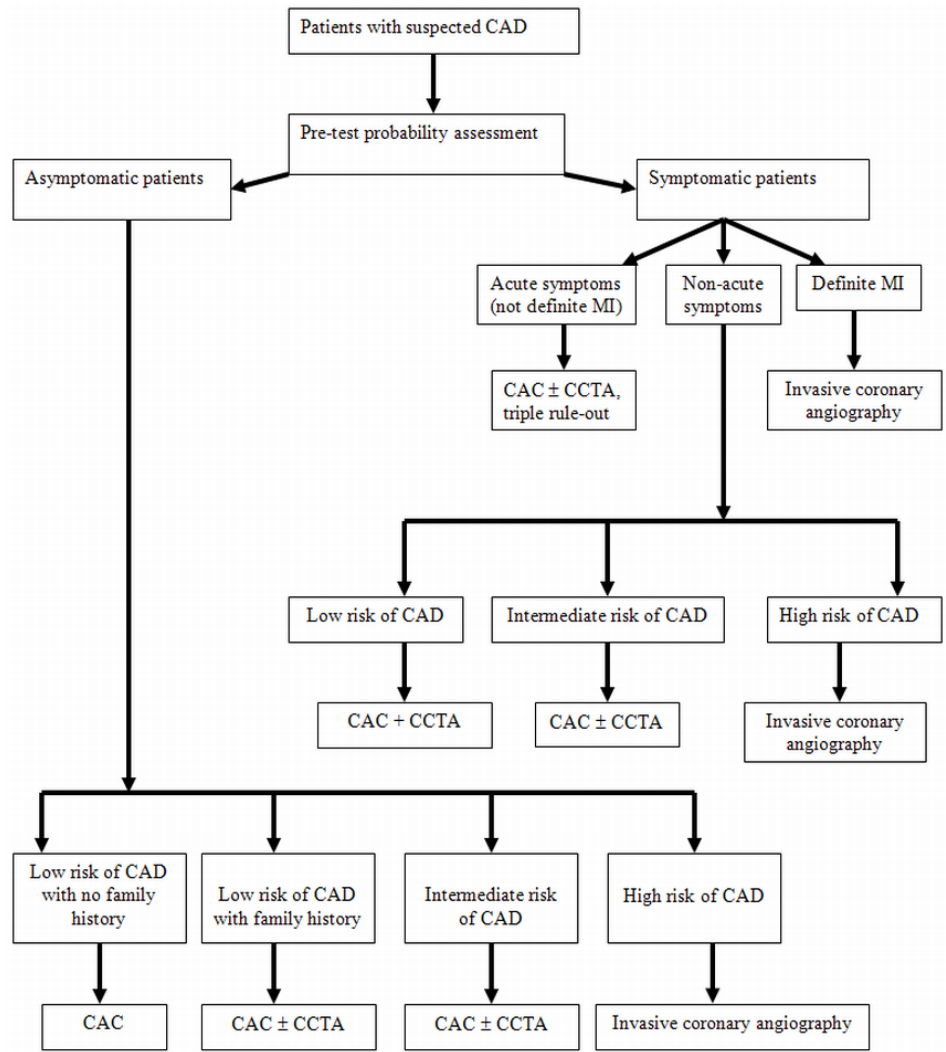 Patients with suspected CAD
Pre-test probability assessment
Asymptomatic patients
Symptomatic patients
Acute symptoms
(not definite MI)
Non-acute
symptoms
Definite MI
CAC ± CCTA,
triple rule-out
Invasive coronary
angiography
Low risk of CAD
Intermediate risk of CAD
High risk of CAD
CAC + CCTA
CAC ± CCTA
Invasive coronary
angiography
Low risk of CAD
with no family
history
Low risk of CAD
with family history
Intermediate risk
of CAD
High risk of CAD
CAC
CAC ± CCTA
CAC ± CCTA
Invasive coronary angiography